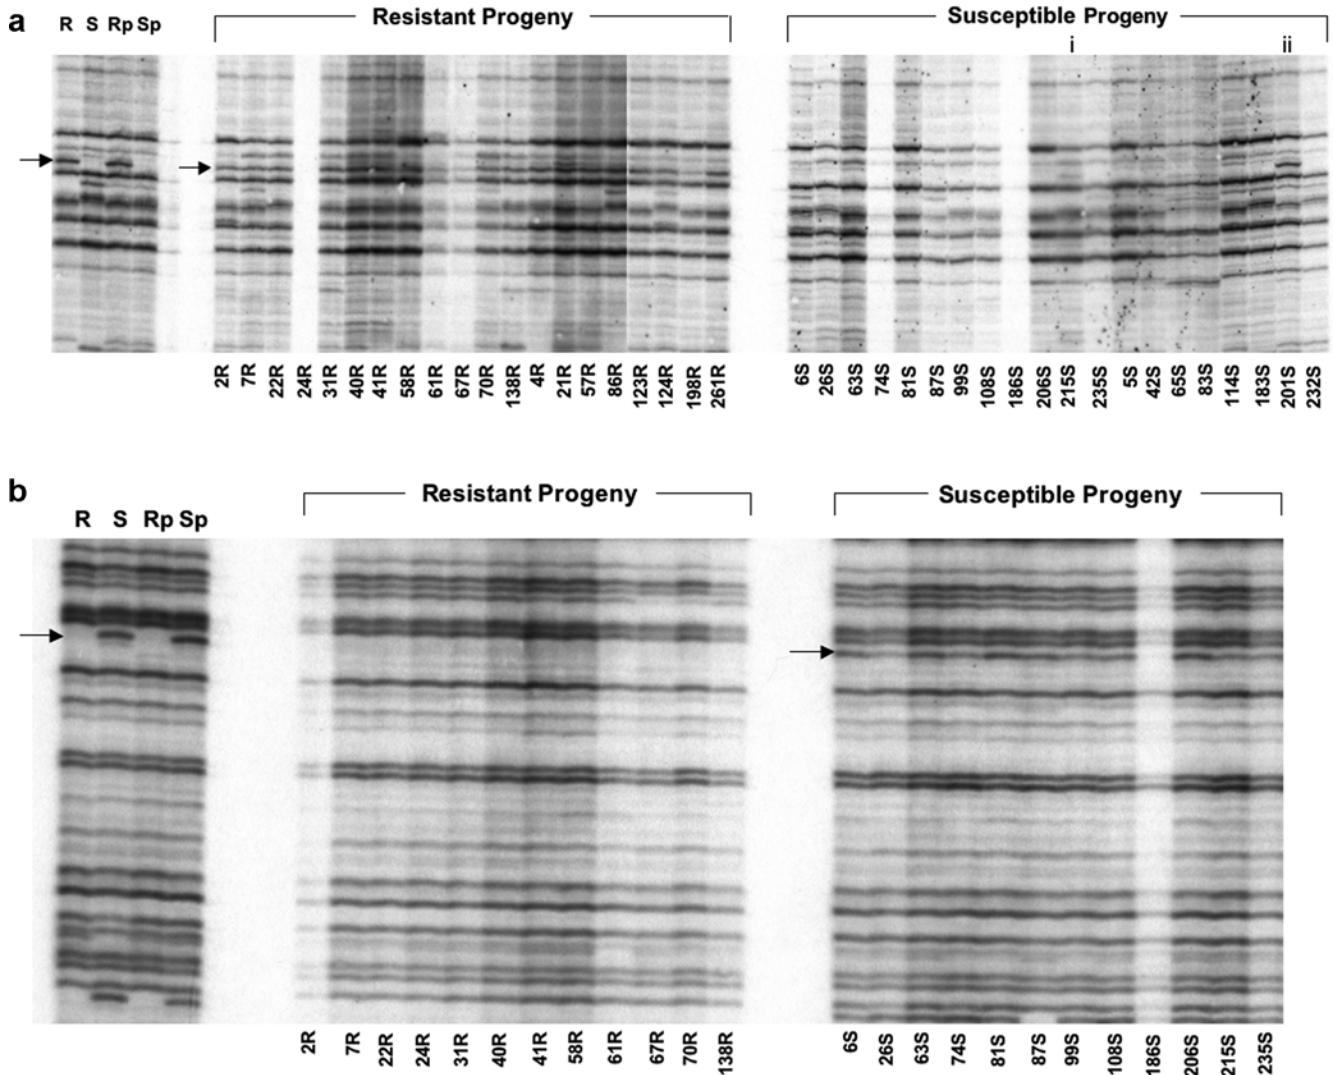 a
R S Rp Sp
Resistant Progeny
Susceptible Progeny
i
ii
2R 7R 22R 24R 31R 40R 41R 58R 61R 67R 70R 138R 4R 21R 57R 86R 123R 124R 198R 261R
6S 26S 63S 74S 81S 87S 99S 108S 186S 206S 215S 235S 5S 42S 65S 83S 114S 183S 201S 232S
b
R S Rp Sp
Resistant Progeny
Susceptible Progeny
2R 7R 22R 24R 31R 40R 41R 58R 61R 67R 70R 138R
6S 26S 63S 74S 81S 87S 99S 108S 186S 206S 215S 235S